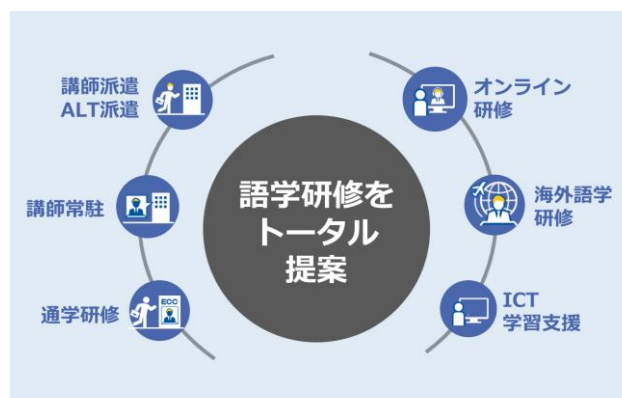 語学研修を
トータル
提案
講師派遣
ALT派遣
講師常駐
通学研修
ECC
オンライン
研修
海外語学
研修
ICT
学習支援